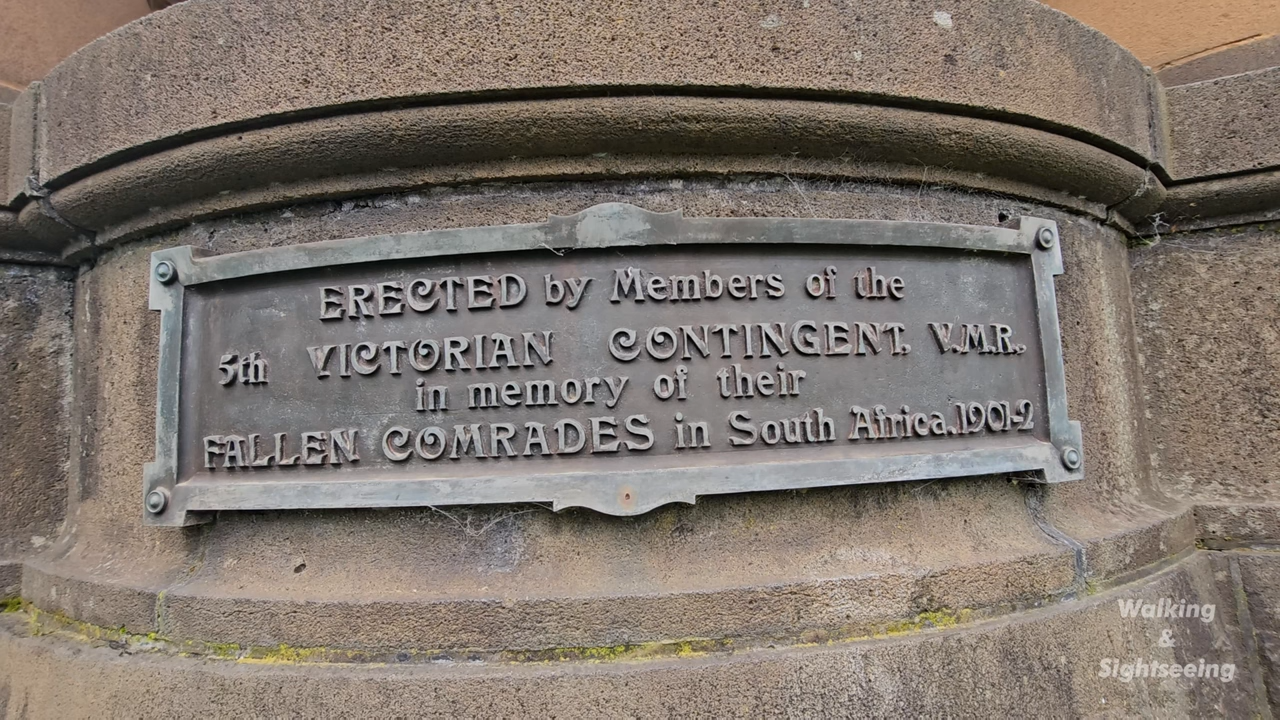 ERECTED by Members of the
5th VICTORIAN CONTINGENT. V.M.R.
in memory of their
FALLEN COMRADES in South Africa.1901-2
Walking
&
Sightseeing